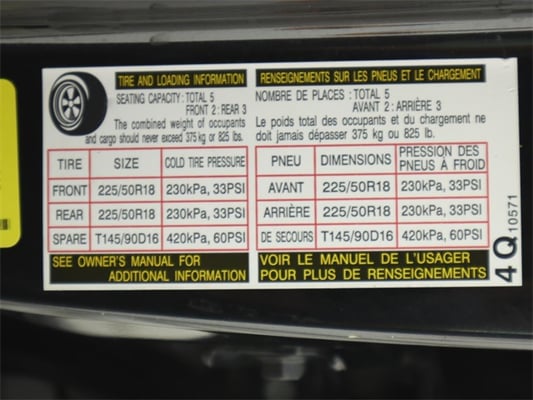 TIRE AND LOADING INFORMATION
SEATING CAPACITY : TOTAL 5
FRONT 2 : REAR 3
The combined weight of occupants
and cargo should never exceed 375 kg or 825 lbs.
TIRE SIZE COLD TIRE PRESSURE
FRONT 225/50R18 230kPa, 33PSI
REAR 225/50R18 230kPa, 33PSI
SPARE T145/90D16 420kPa, 60PSI
SEE OWNER'S MANUAL FOR
ADDITIONAL INFORMATION
RENSEIGNEMENTS SUR LES PNEUS ET LE CHARGEMENT
NOMBRE DE PLACES : TOTAL 5
AVANT 2 : ARRIÈRE 3
Le poids total des occupants et du chargement ne
doit jamais dépasser 375 kg ou 825 lb.
PNEU DIMENSIONS PRESSION DES
PNEUS À FROID
AVANT 225/50R18 230kPa, 33PSI
ARRIÈRE 225/50R18 230kPa, 33PSI
DE SECOURS T145/90D16 420kPa, 60PSI
VOIR LE MANUEL DE L'USAGER
POUR PLUS DE RENSEIGNEMENTS
4Q 10571